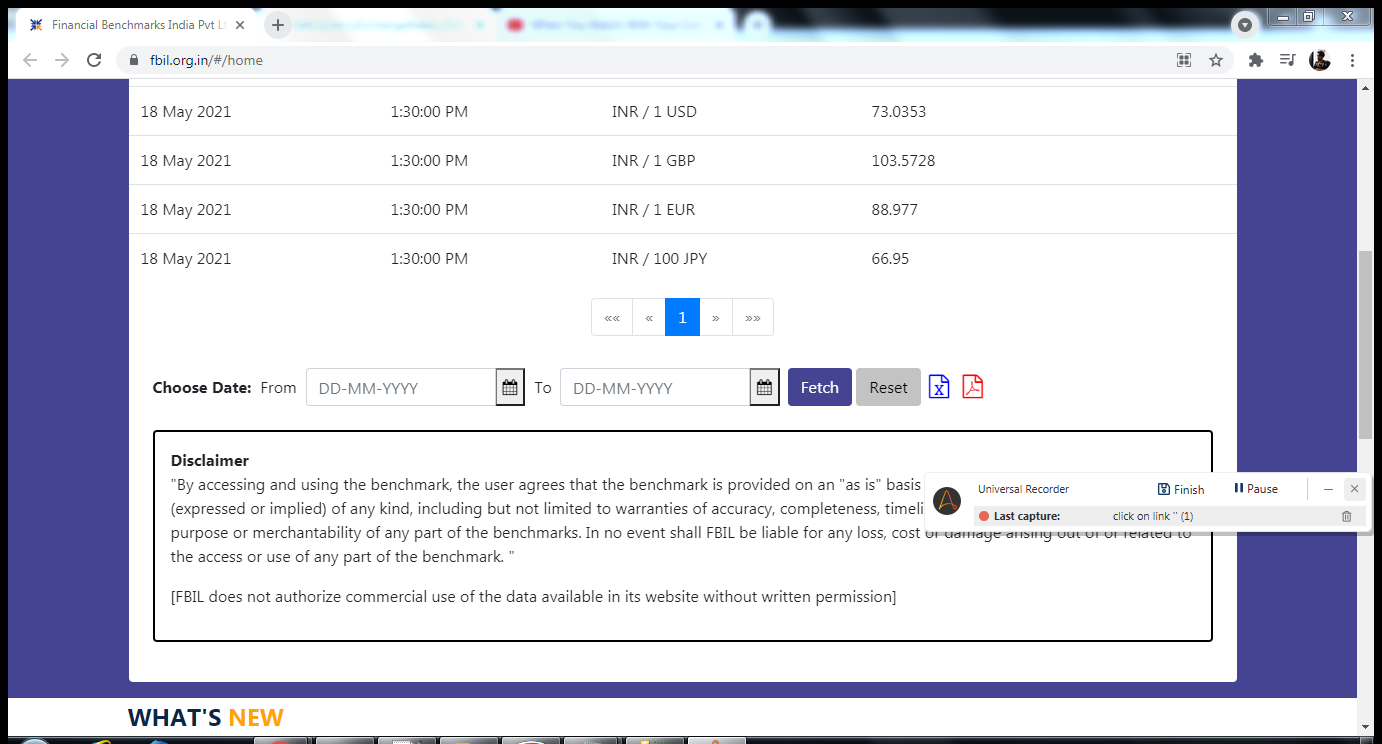 Financial Benchmarks India Pvt Lt
fbil.org.in/#/home
18 May 2021 1:30:00 PM INR / 1 USD 73.0353
18 May 2021 1:30:00 PM INR / 1 GBP 103.5728
18 May 2021 1:30:00 PM INR / 1 EUR 88.977
18 May 2021 1:30:00 PM INR / 100 JPY 66.95
«« « 1 » »»
Choose Date: From DD-MM-YYYY To DD-MM-YYYY Fetch Reset
Disclaimer
"By accessing and using the benchmark, the user agrees that the benchmark is provided on an "as is" basis
(expressed or implied) of any kind, including but not limited to warranties of accuracy, completeness, timeli
purpose or merchantability of any part of the benchmarks. In no event shall FBIL be liable for any loss, cost or damage arising out of or related to
the access or use of any part of the benchmark. "
[FBIL does not authorize commercial use of the data available in its website without written permission]
Universal Recorder Finish Pause
Last capture: click on link '' (1)
WHAT'S NEW